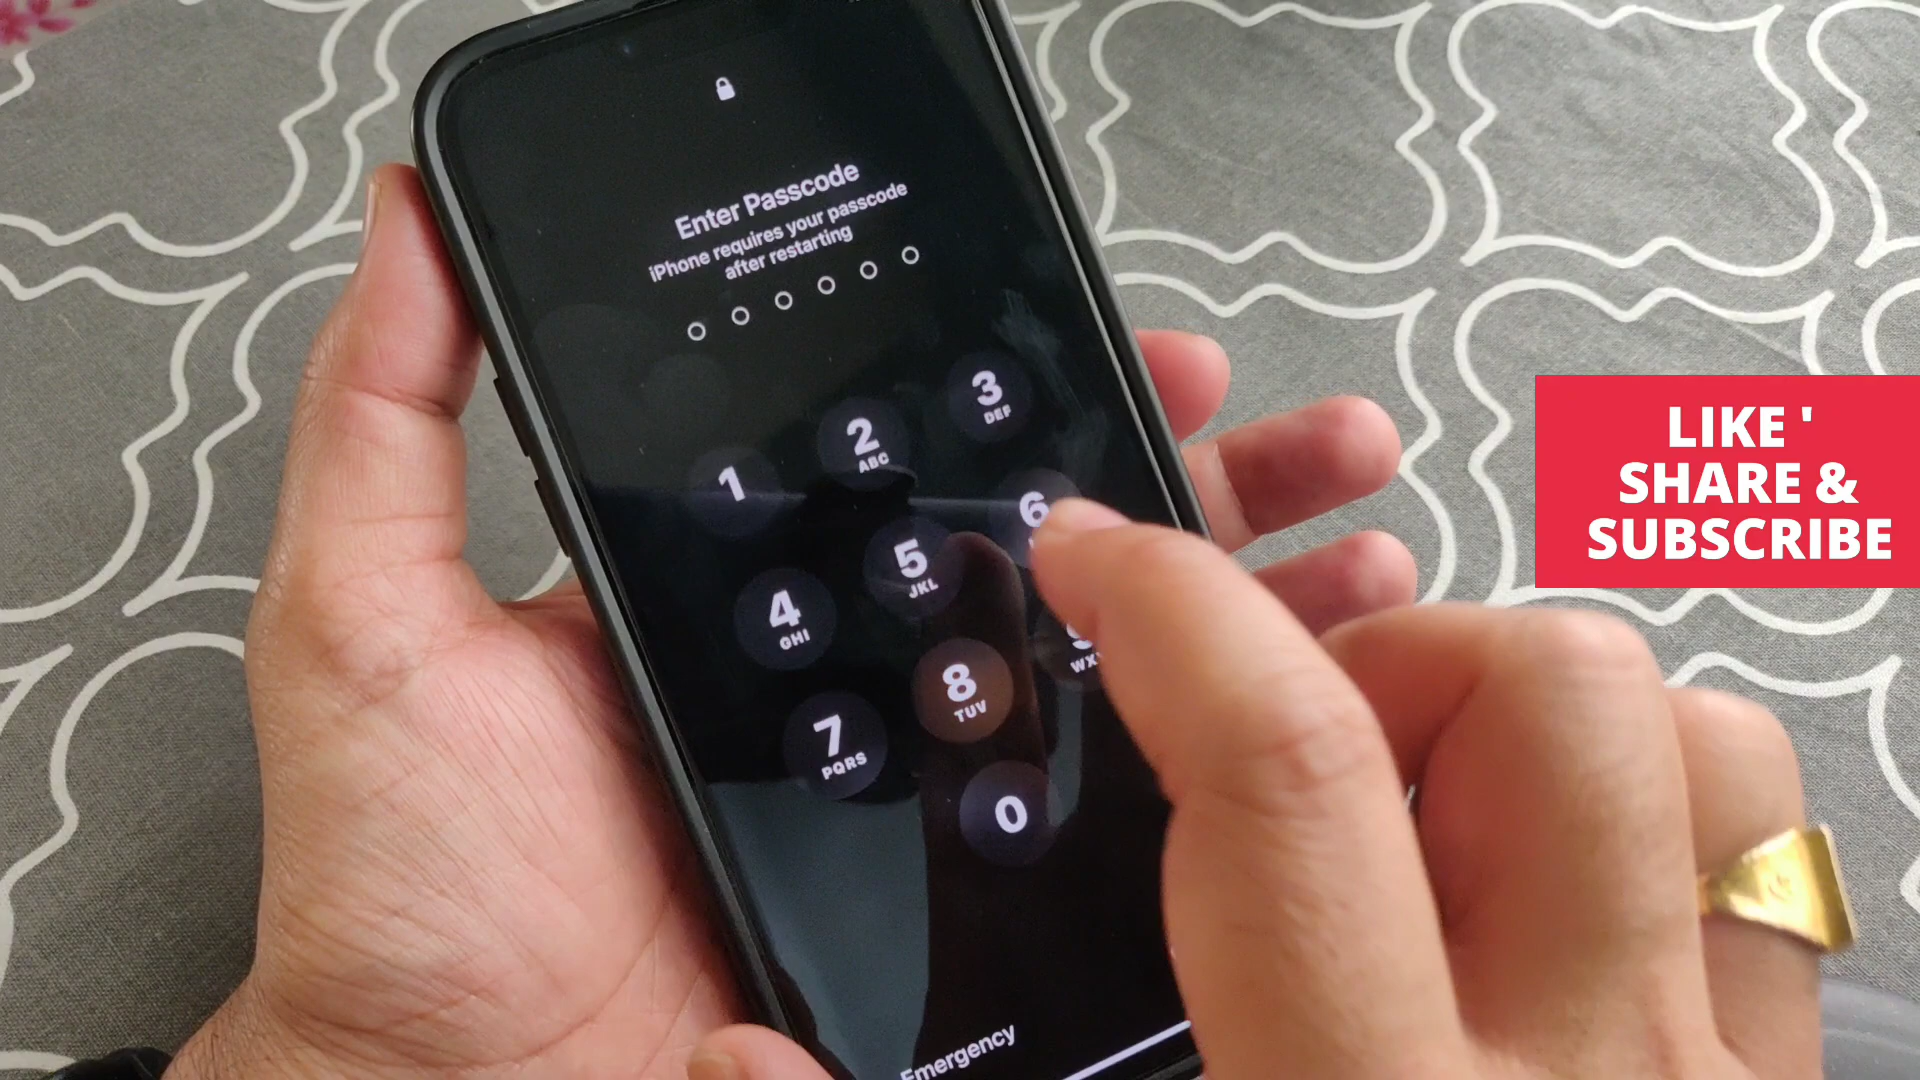 Enter Passcode
iPhone requires your passcode
after restarting
1
2
ABC
3
DEF
4
GHI
5
JKL
6
7
PQRS
8
TUV
0
Emergency
LIKE '
SHARE &
SUBSCRIBE